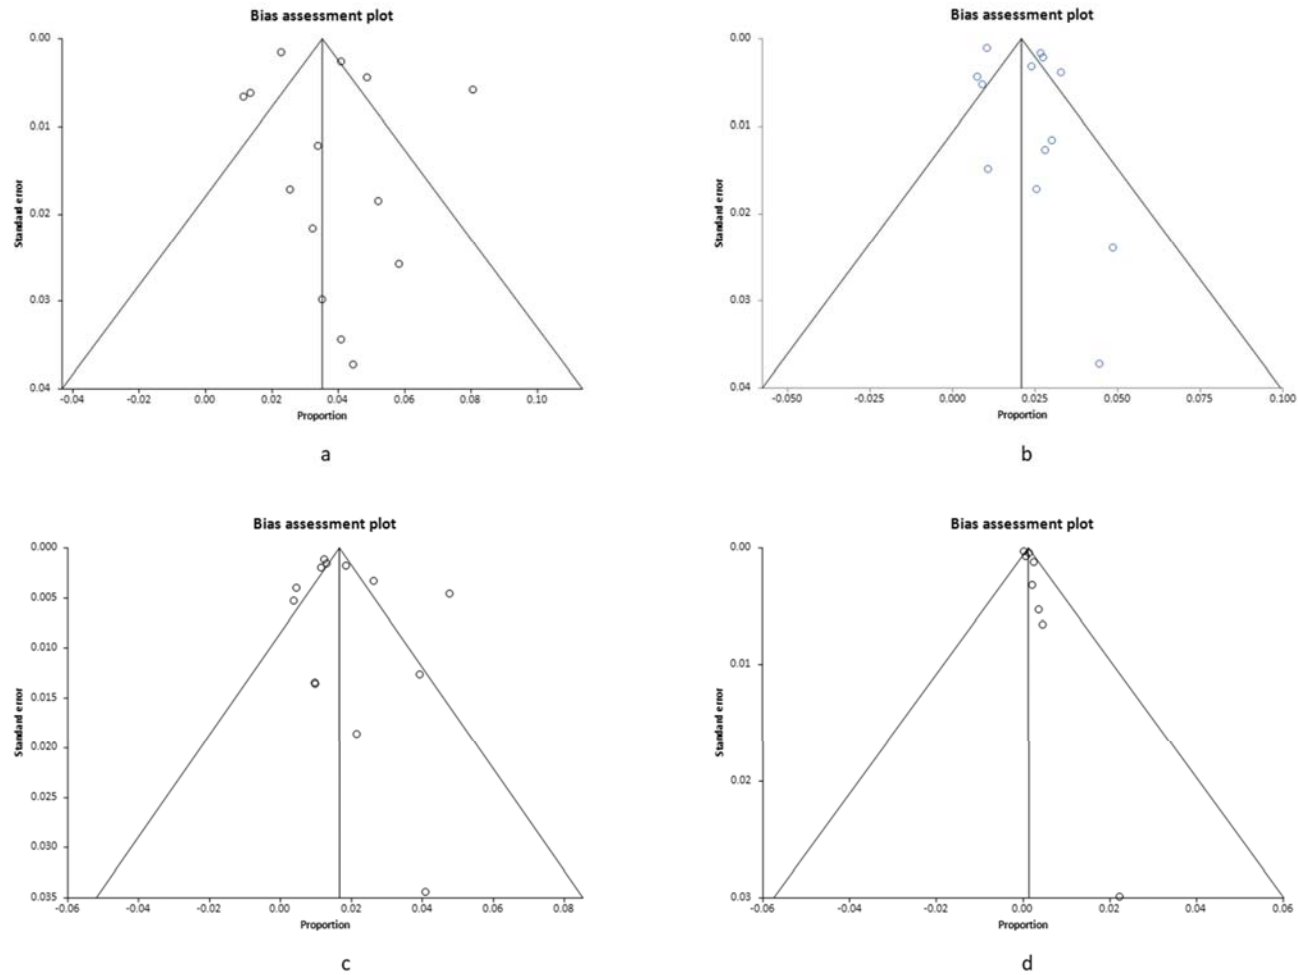 Bias assessment plot
0.00
0.01
0.02
0.03
0.04
Standard error
-0.04 -0.02 0.00 0.02 0.04 0.06 0.08 0.10
Proportion
a
Bias assessment plot
0.00
0.01
0.02
0.03
0.04
Standard error
-0.050 -0.025 0.000 0.025 0.050 0.075 0.100
Proportion
b
Bias assessment plot
0.000
0.005
0.010
0.015
0.020
0.025
0.030
0.035
Standard error
-0.06 -0.04 -0.02 0.00 0.02 0.04 0.06 0.08
Proportion
c
Bias assessment plot
0.00
0.01
0.02
0.03
Standard error
-0.06 -0.04 -0.02 0.00 0.02 0.04 0.06
Proportion
d